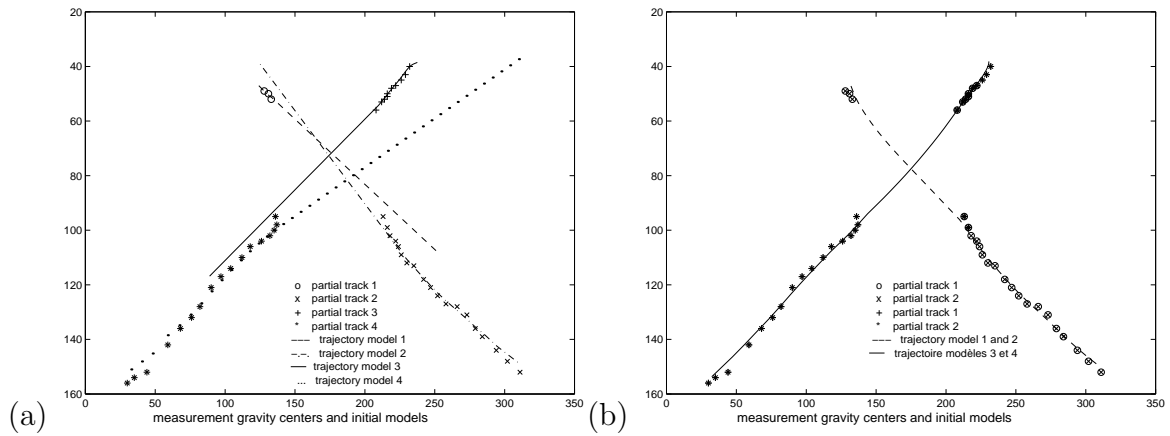 20
40
60
80
100
120
140
160
0 50 100 150 200 250 300 350
partial track 1
partial track 2
partial track 3
partial track 4
trajectory model 1
trajectory model 2
trajectory model 3
trajectory model 4
measurement gravity centers and initial models
(a)
20
40
60
80
100
120
140
160
0 50 100 150 200 250 300 350
partial track 1
partial track 2
partial track 1
partial track 2
trajectory model 1 and 2
trajectoire modèles 3 et 4
measurement gravity centers and initial models
(b)